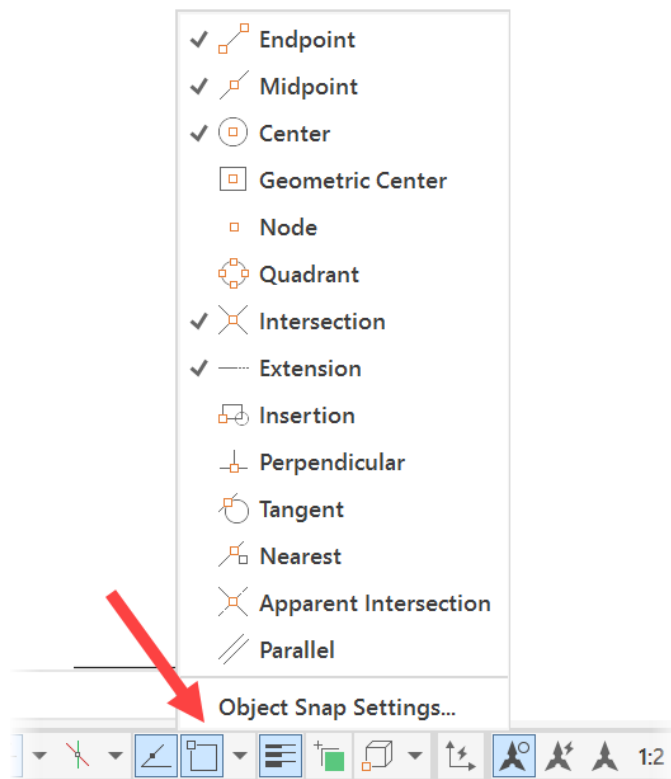 Endpoint
Midpoint
Center
Geometric Center
Node
Quadrant
Intersection
Extension
Insertion
Perpendicular
Tangent
Nearest
Apparent Intersection
Parallel
Object Snap Settings...
1:2